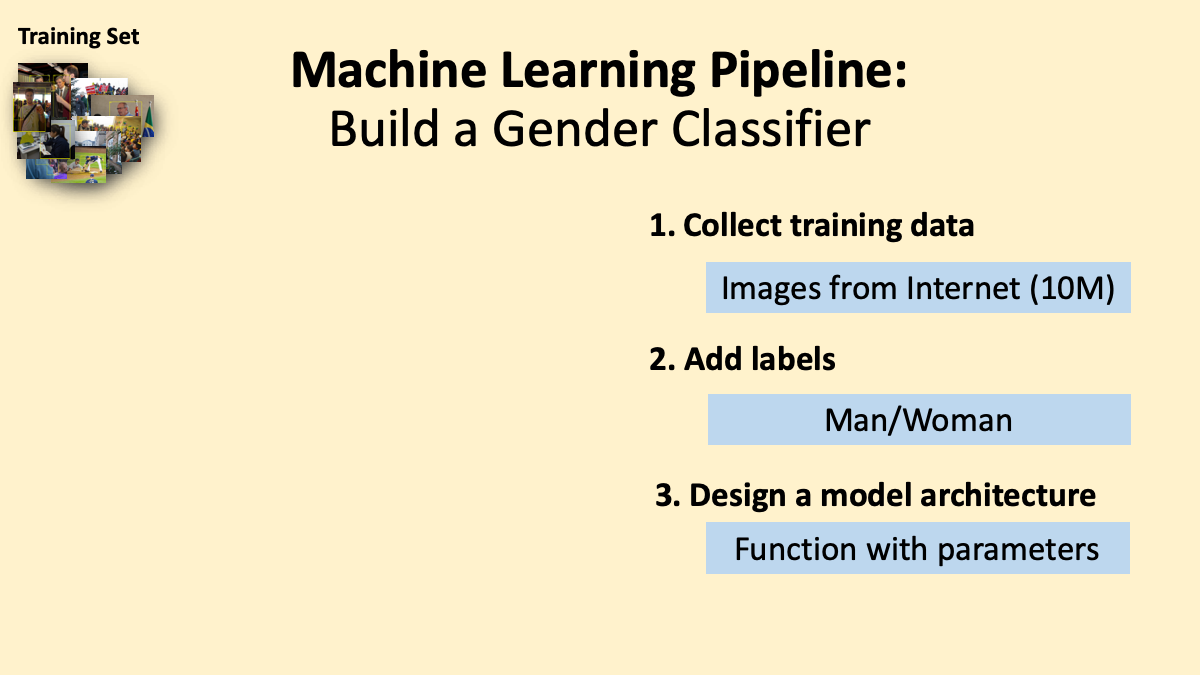 Training Set
Machine Learning Pipeline:
Build a Gender Classifier
1. Collect training data
Images from Internet (10M)
2. Add labels
Man/Woman
3. Design a model architecture
Function with parameters